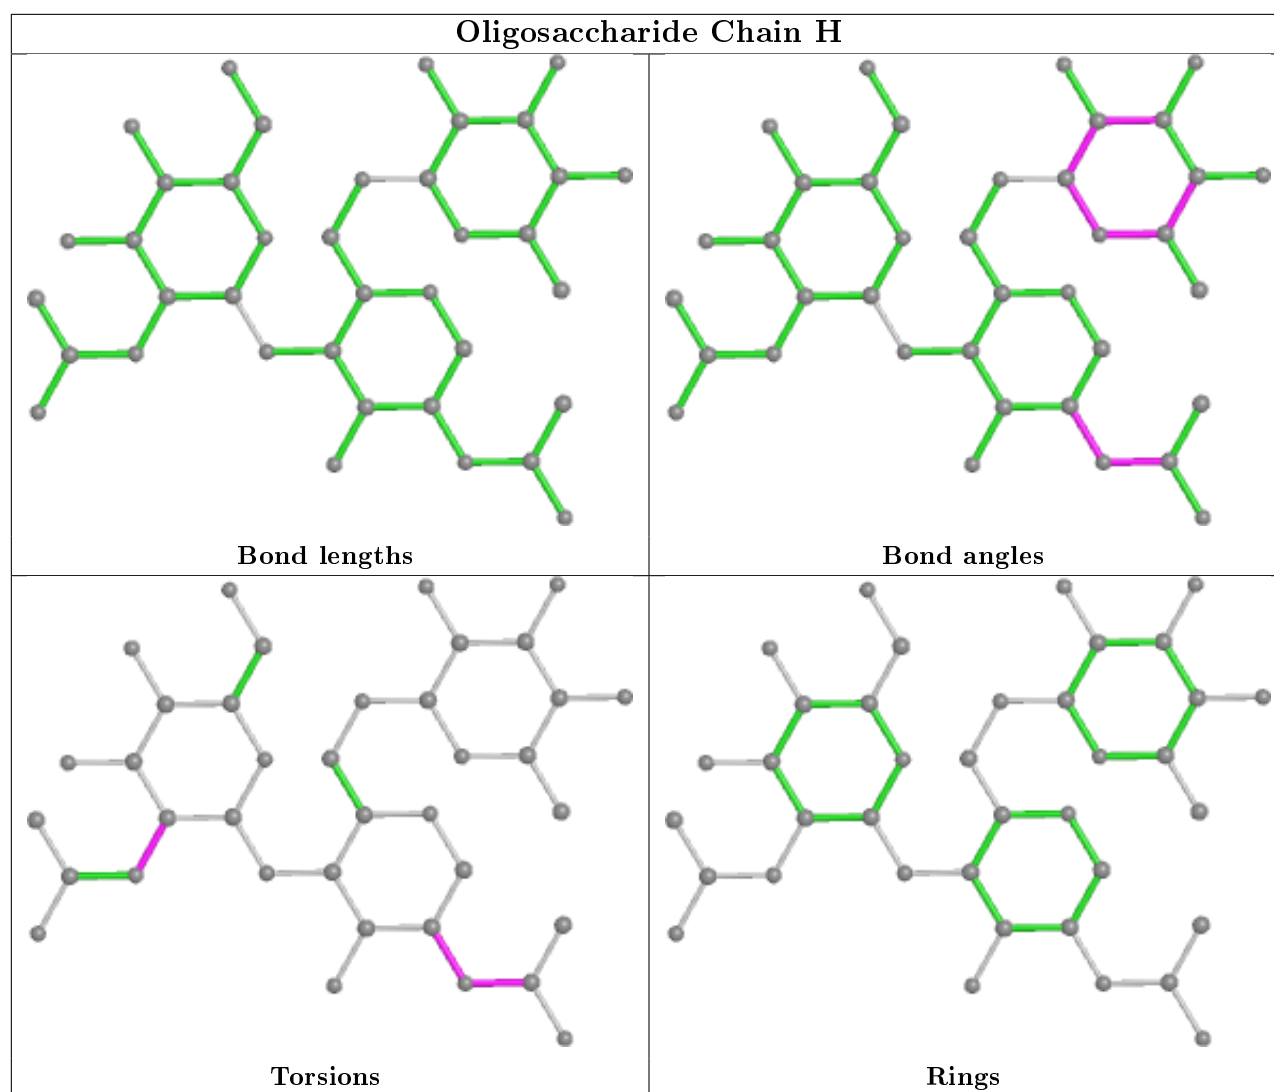 Oligosaccharide Chain H
Bond lengths
Bond angles
Torsions
Rings